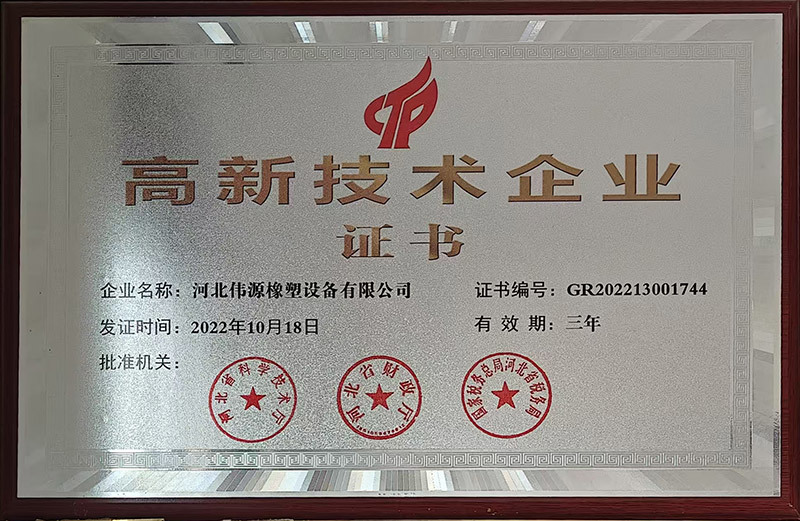 高新技术企业
证书
企业名称：河北伟源橡塑设备有限公司
证书编号：GR202213001744
发证时间：2022年10月18日
有 效 期：三年
批准机关：
河北省科学技术厅
河北省财政厅
国家税务总局河北省税务局